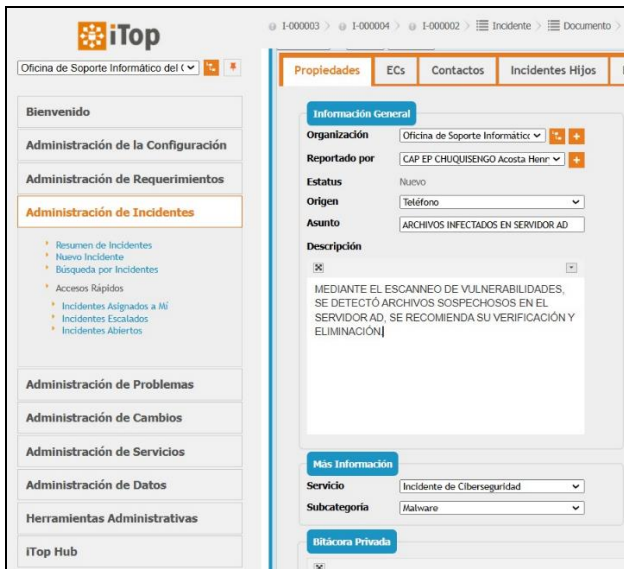 iTop
Oficina de Soporte Informático del (
Bienvenido
Administración de la Configuración
Administración de Requerimientos
Administración de Incidentes
Resumen de Incidentes
Nuevo Incidente
Búsqueda por Incidentes
Accesos Rápidos
Incidentes Asignados a Mí
Incidentes Escalados
Incidentes Abiertos
Administración de Problemas
Administración de Cambios
Administración de Servicios
Administración de Datos
Herramientas Administrativas
iTop Hub
I-000003 > I-000004 > I-000002 > Incidente > Documento >
Propiedades ECs Contactos Incidentes Hijos
Información General
Organización Oficina de Soporte Informátic
Reportado por CAP EP CHUQUISENGO Acosta Henr
Estatus Nuevo
Origen Teléfono
Asunto ARCHIVOS INFECTADOS EN SERVIDOR AD
Descripción
MEDIANTE EL ESCANNEO DE VULNERABILIDADES,
SE DETECTÓ ARCHIVOS SOSPECHOSOS EN EL
SERVIDOR AD, SE RECOMIENDA SU VERIFICACIÓN Y
ELIMINACIÓN
Más Información
Servicio Incidente de Ciberseguridad
Subcategoría Malware
Bitácora Privada